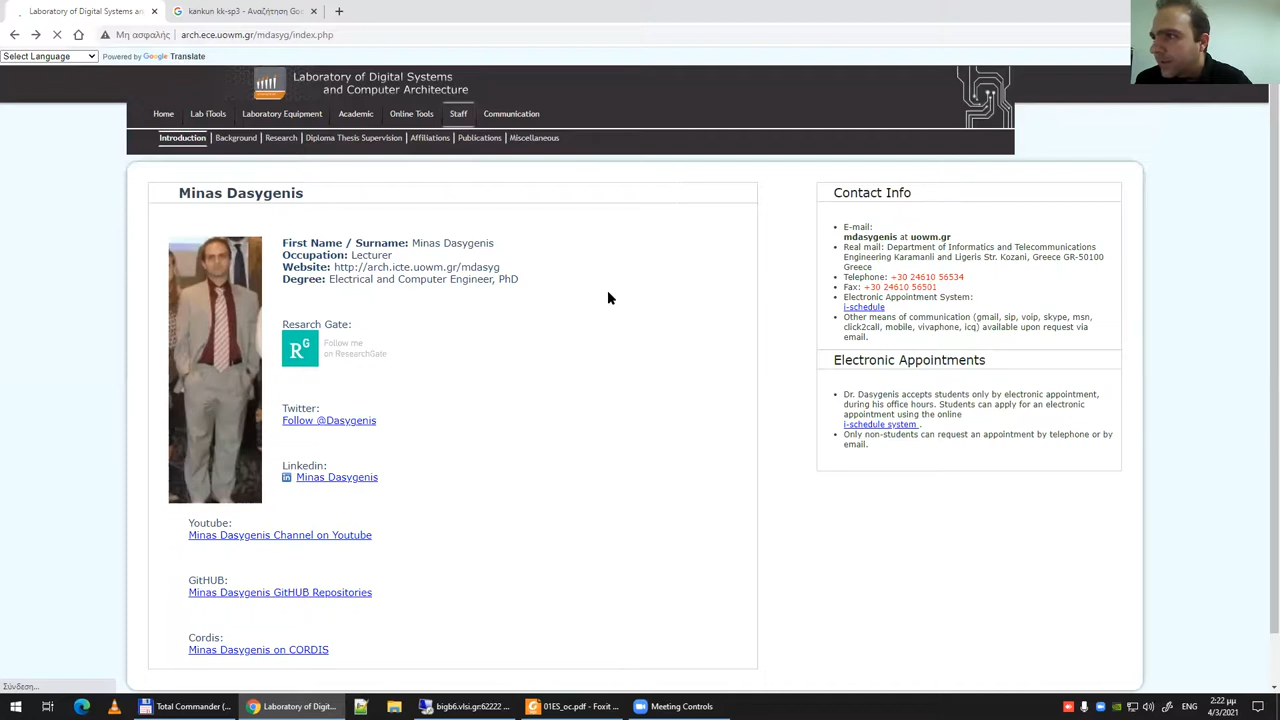 Laboratory of Digital Systems an
kankun kk-sp3 - Αναζήτηση Goo
Μη ασφαλής
arch.ece.uowm.gr/mdasyg/index.php
Select Language
Powered by Google Translate
Laboratory of Digital Systems
and Computer Architecture
Home Lab iTools Laboratory Equipment Academic Online Tools Staff Communication
Introduction | Background | Research | Diploma Thesis Supervision | Affiliations | Publications | Miscellaneous
Minas Dasygenis
First Name / Surname: Minas Dasygenis
Occupation: Lecturer
Website: http://arch.icte.uowm.gr/mdasyg
Degree: Electrical and Computer Engineer, PhD
Resarch Gate:
RG
Follow me
on ResearchGate
Twitter:
Follow @Dasygenis
Linkedin:
in Minas Dasygenis
Youtube:
Minas Dasygenis Channel on Youtube
GitHUB:
Minas Dasygenis GitHUB Repositories
Cordis:
Minas Dasygenis on CORDIS
Contact Info
E-mail:
mdasygenis at uowm.gr
Real mail: Department of Informatics and Telecommunications
Engineering Karamanli and Ligeris Str. Kozani, Greece GR-50100
Greece
Telephone: +30 24610 56534
Fax: +30 24610 56501
Electronic Appointment System:
i-schedule
Other means of communication (gmail, sip, voip, skype, msn,
click2call, mobile, vivaphone, icq) available upon request via
email.
Electronic Appointments
Dr. Dasygenis accepts students only by electronic appointment,
during his office hours. Students can apply for an electronic
appointment using the online
i-schedule system .
Only non-students can request an appointment by telephone or by
email.
Σύνδεση...
Total Commander (...
Laboratory of Digit...
bigb6.vlsi.gr:62222 ...
01ES_oc.pdf - Foxit ...
Meeting Controls
2:22 μμ
4/3/2021